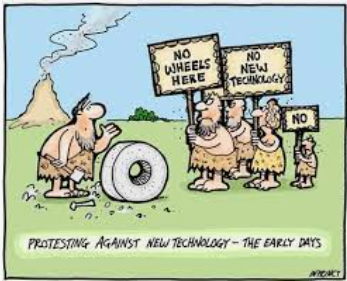 NO
WHEELS
HERE
NO
NEW
TECHNOLOGY
NO
PROTESTING AGAINST NEW TECHNOLOGY – THE EARLY DAYS